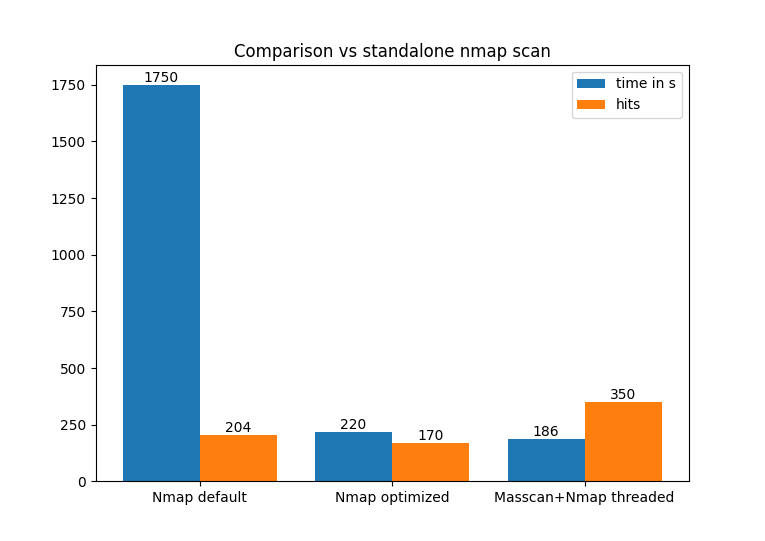 Comparison vs standalone nmap scan
time in s
hits
1750
1500
1250
1000
750
500
250
0
1750
204
220
170
186
350
Nmap default
Nmap optimized
Masscan+Nmap threaded